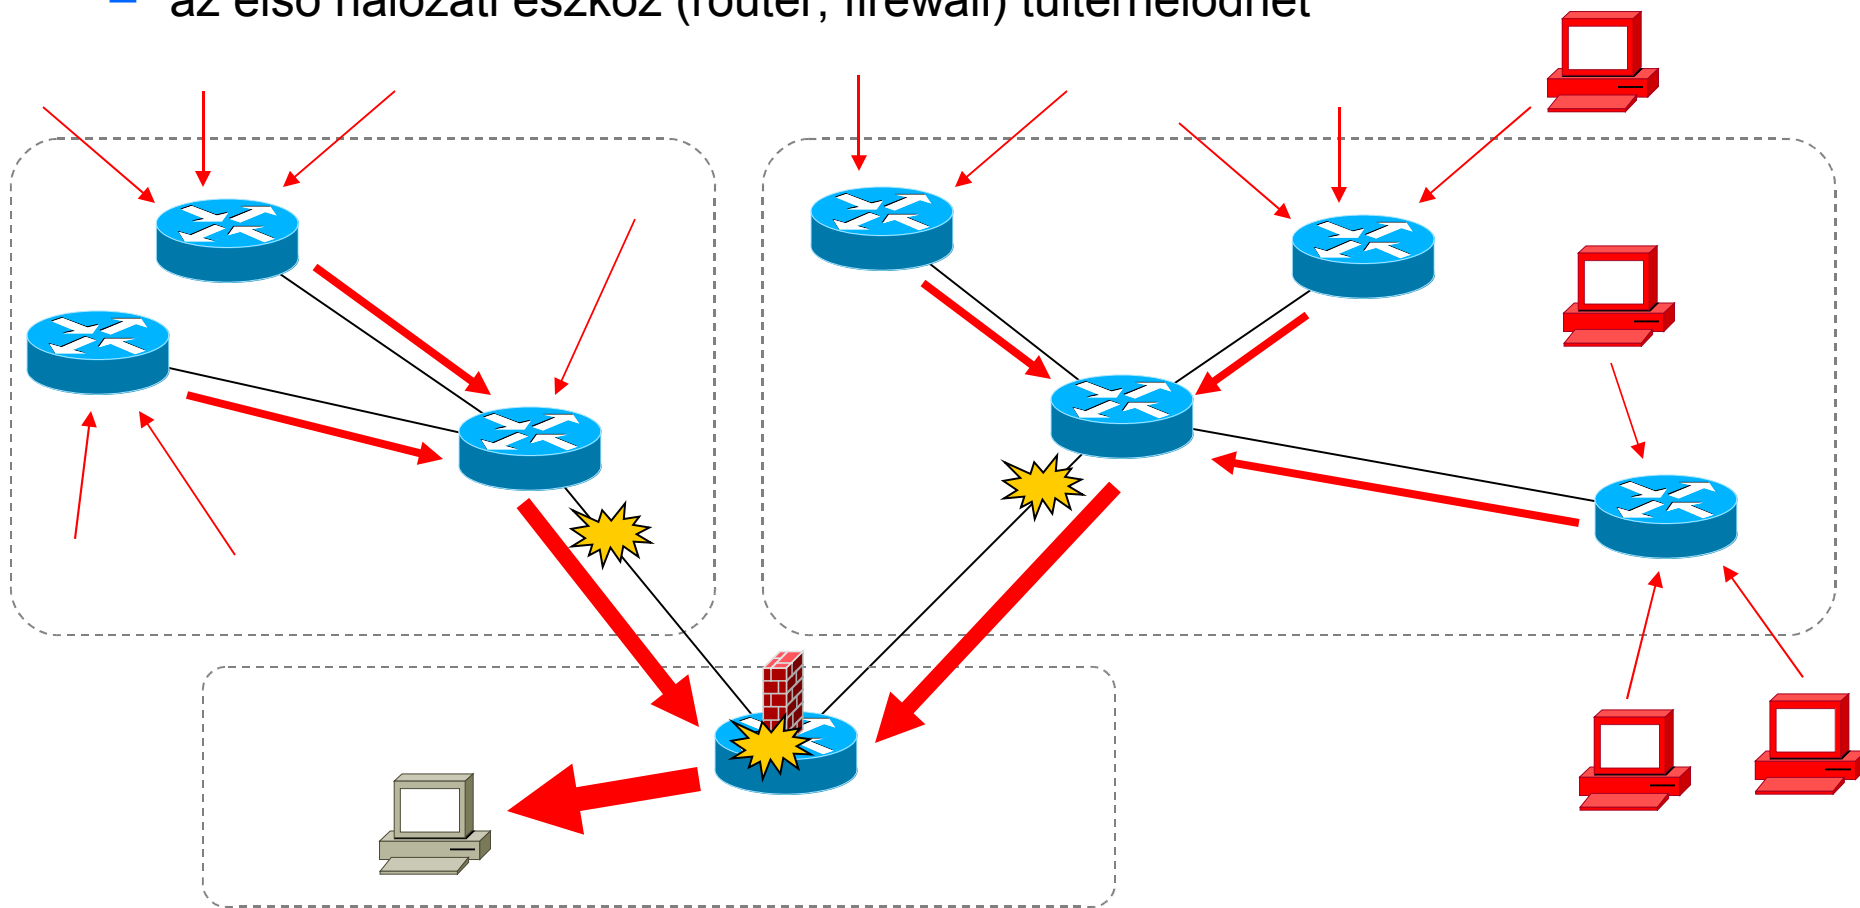 – az első hálózati eszköz (router, firewall) túlterhelődhet